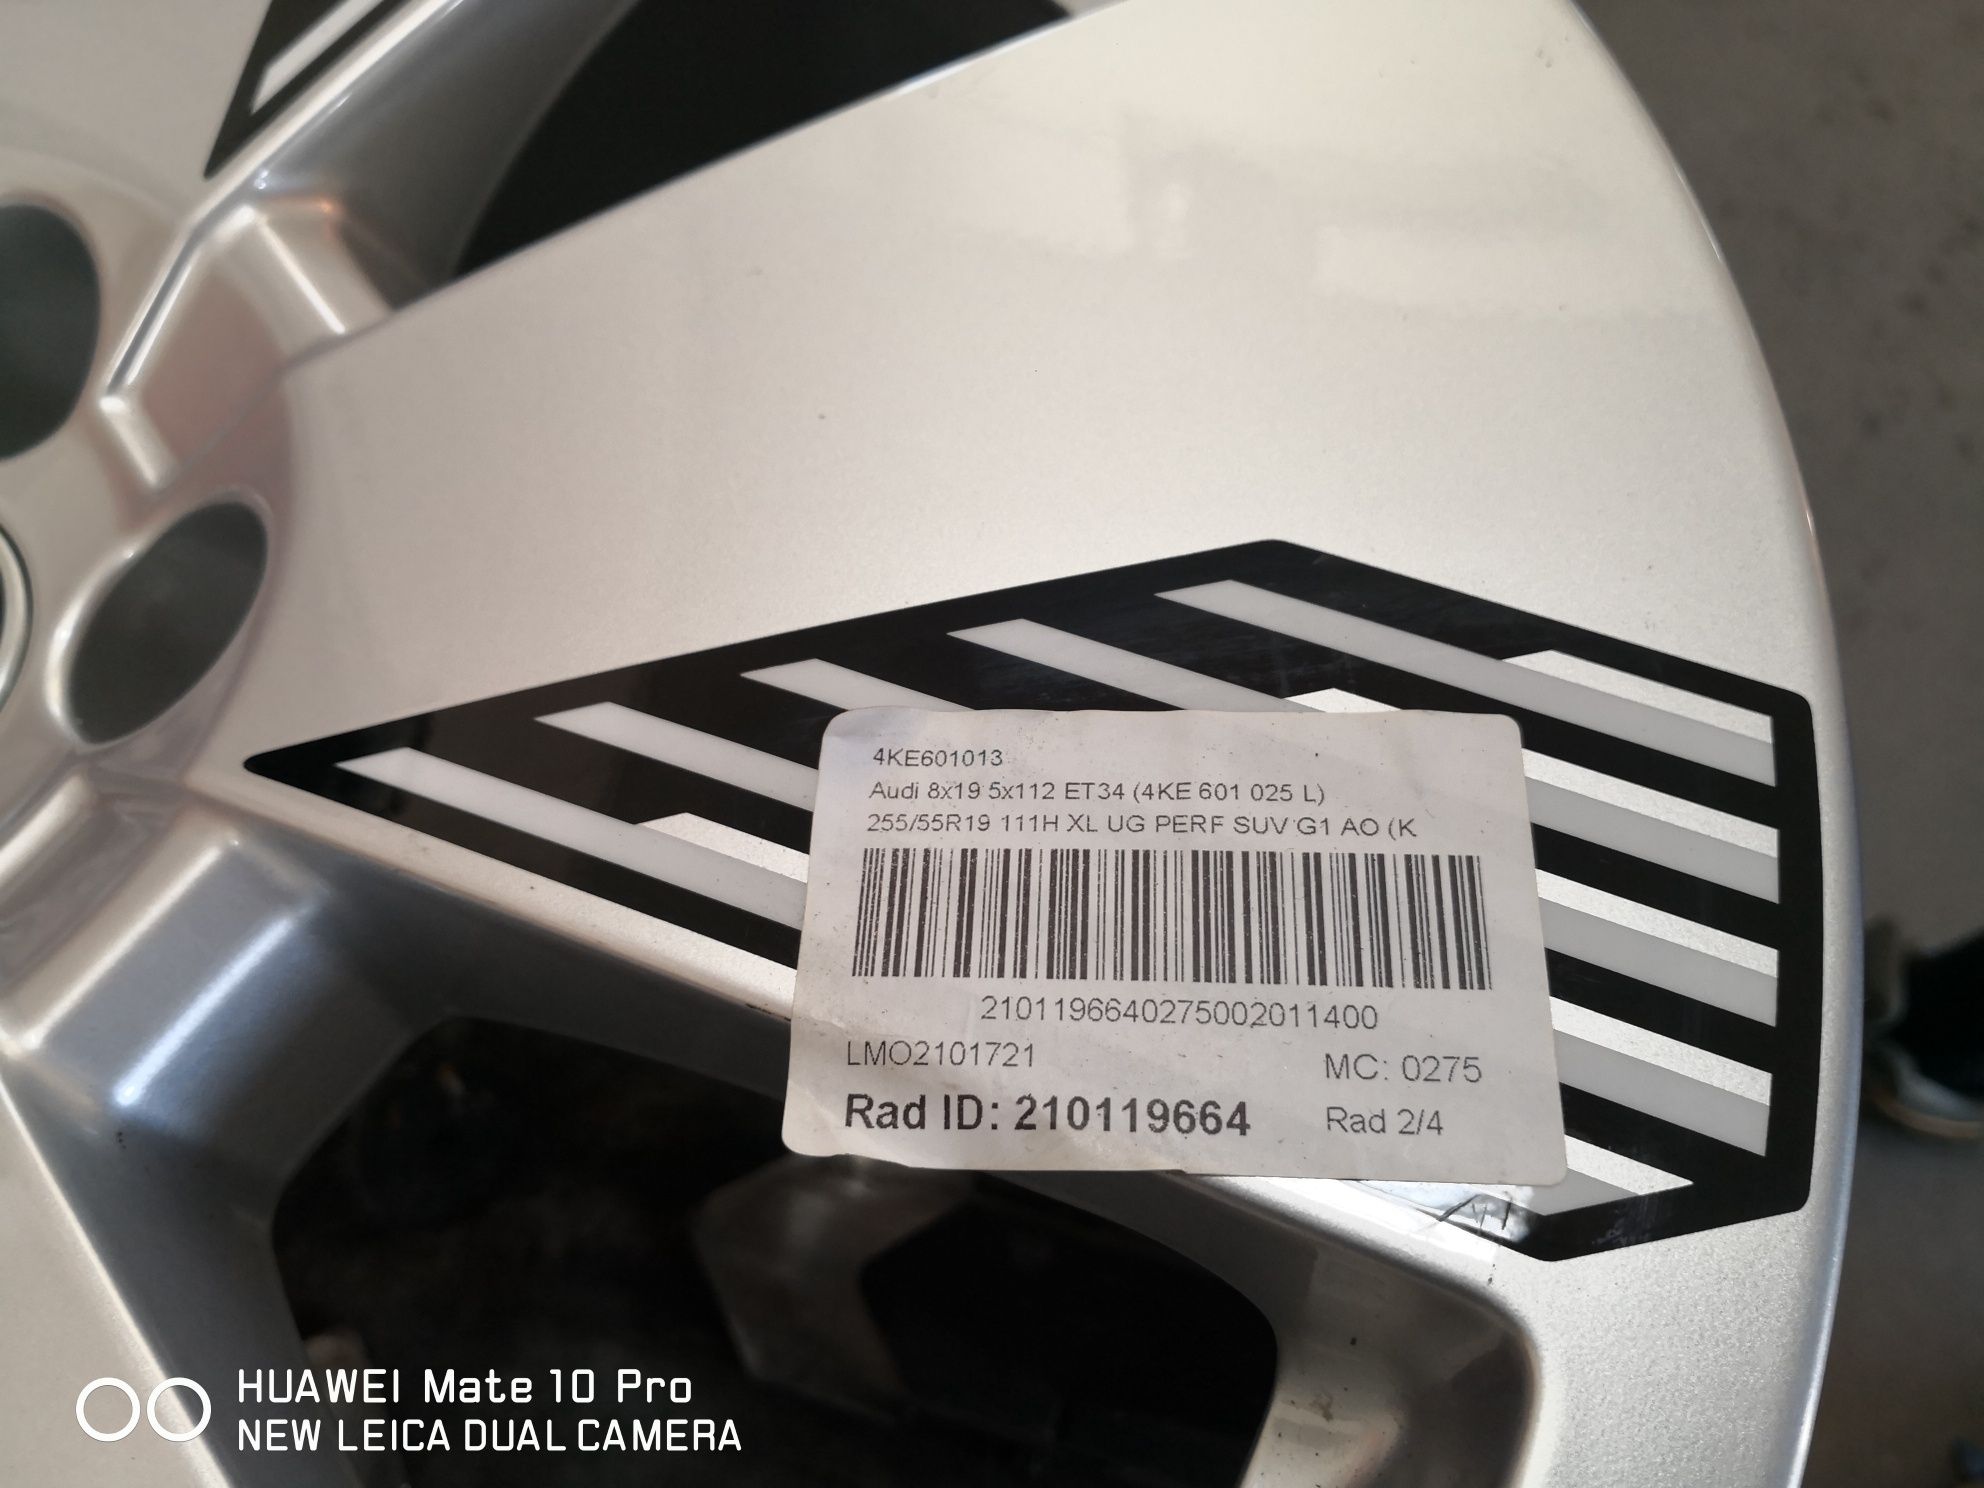 4KE601013
Audi 8x19 5x112 ET34 (4KE 601 025 L)
255/55R19 111H XL UG PERF SUV G1 AO (K
2101196640275002011400
LMO2101721
MC: 0275
Rad ID: 210119664
Rad 2/4
HUAWEI Mate 10 Pro
NEW LEICA DUAL CAMERA